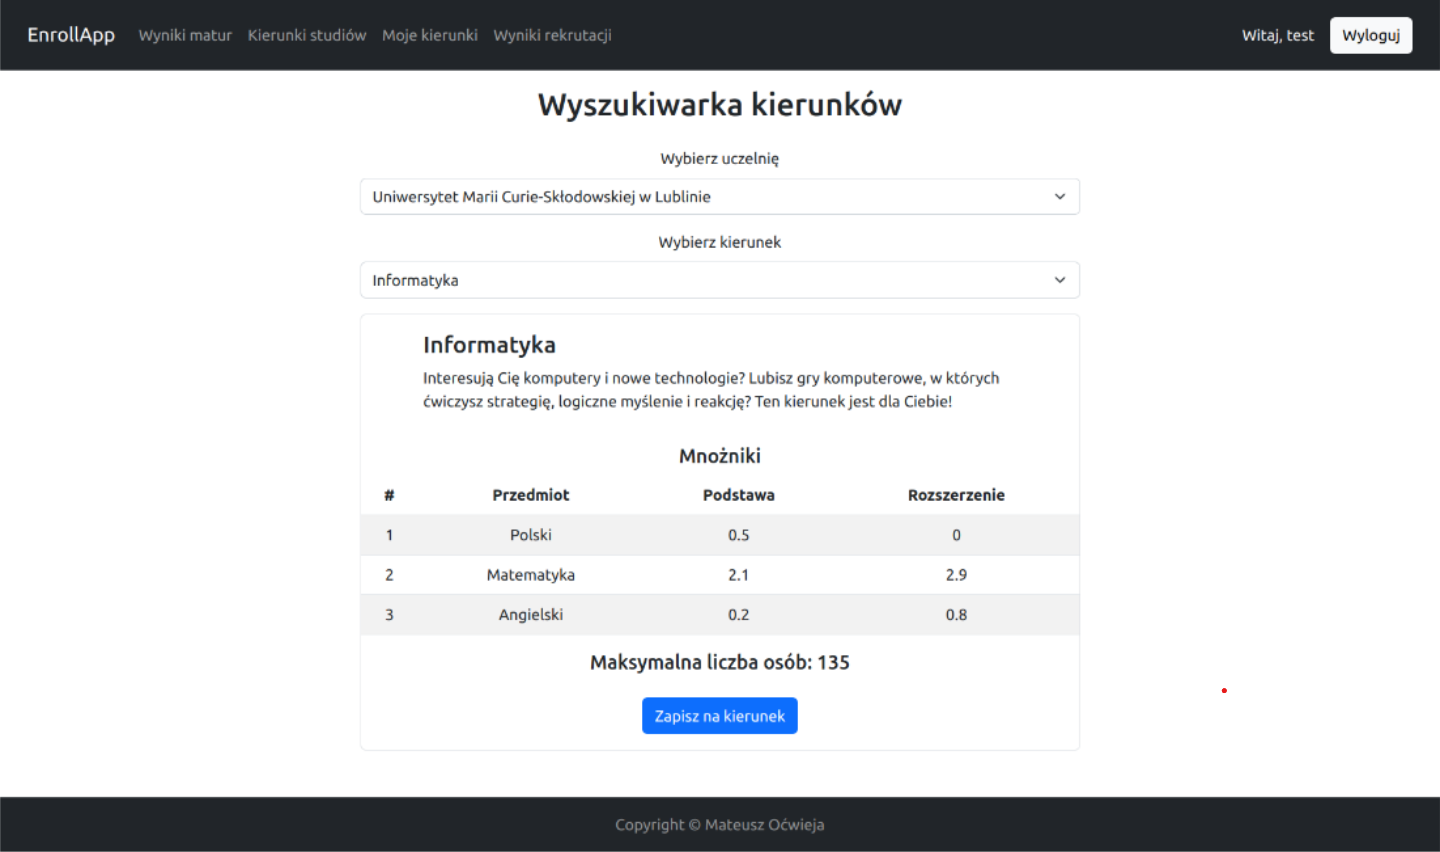 EnrollApp Wyniki matur Kierunki studiów Moje kierunki Wyniki rekrutacji Witaj, test Wyloguj
Wyszukiwarka kierunków
Wybierz uczelnię
Uniwersytet Marii Curie-Skłodowskiej w Lublinie
Wybierz kierunek
Informatyka
Informatyka
Interesują Cię komputery i nowe technologie? Lubisz gry komputerowe, w których
ćwiczysz strategię, logiczne myślenie i reakcję? Ten kierunek jest dla Ciebie!
Mnożniki
# Przedmiot Podstawa Rozszerzenie
1 Polski 0.5 0
2 Matematyka 2.1 2.9
3 Angielski 0.2 0.8
Maksymalna liczba osób: 135
Zapisz na kierunek
Copyright © Mateusz Oćwieja